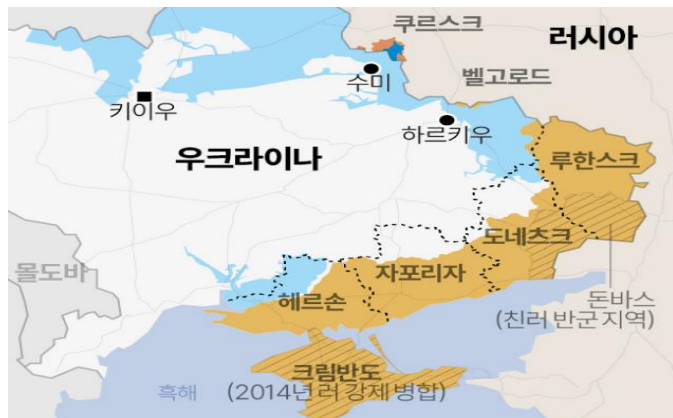 쿠르스크
러시아
벨고로드
수미
키이우
하르키우
우크라이나
루한스크
도네츠크
몰도바
자포리자
헤르손
돈바스
(친러 반군 지역)
크림반도
흑해
(2014년 러 강제 병합)